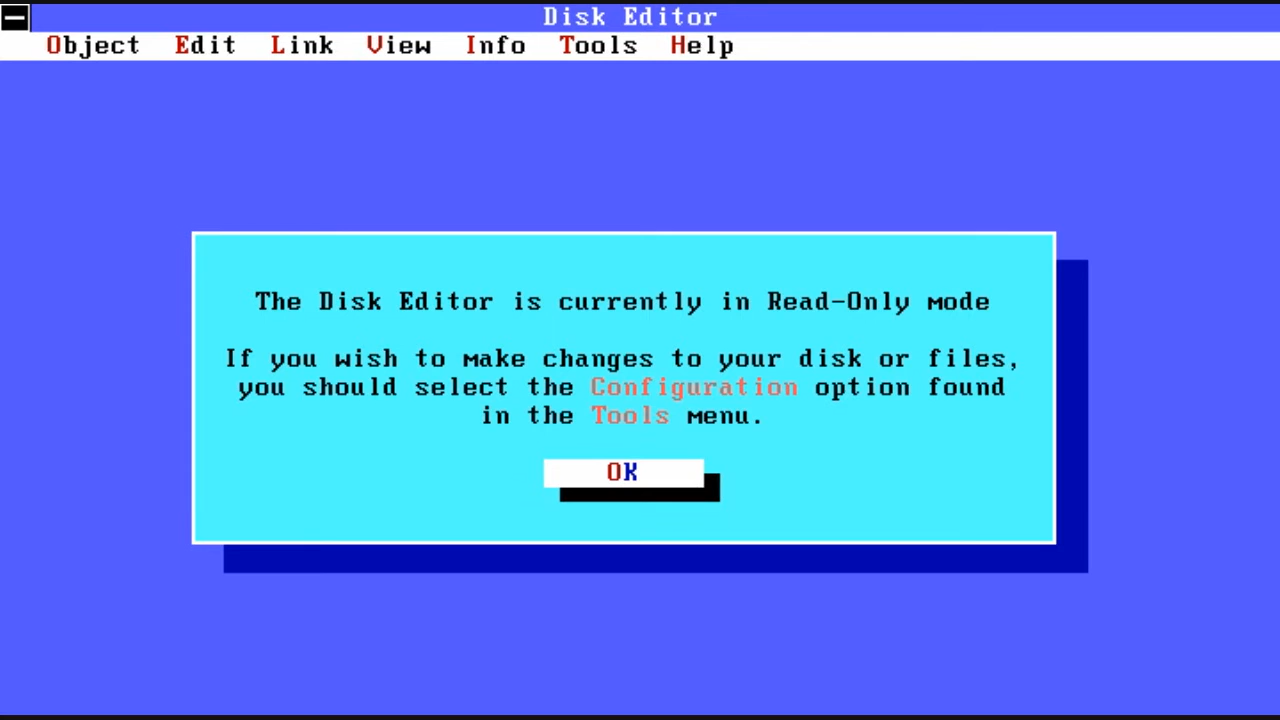 Disk Editor
Object Edit Link View Info Tools Help
The Disk Editor is currently in Read-Only mode
If you wish to make changes to your disk or files,
you should select the Configuration option found
in the Tools menu.
OK